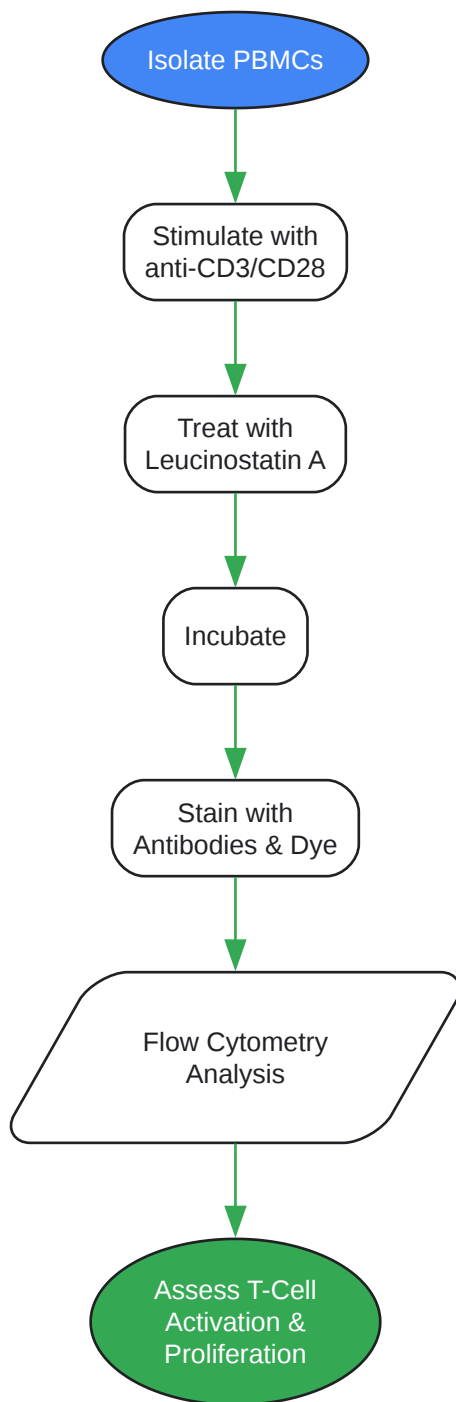 Isolate PBMCs
Stimulate with
anti-CD3/CD28
Treat with
Leucinostatin A
Incubate
Stain with
Antibodies & Dye
Flow Cytometry
Analysis
Assess T-Cell
Activation &
Proliferation